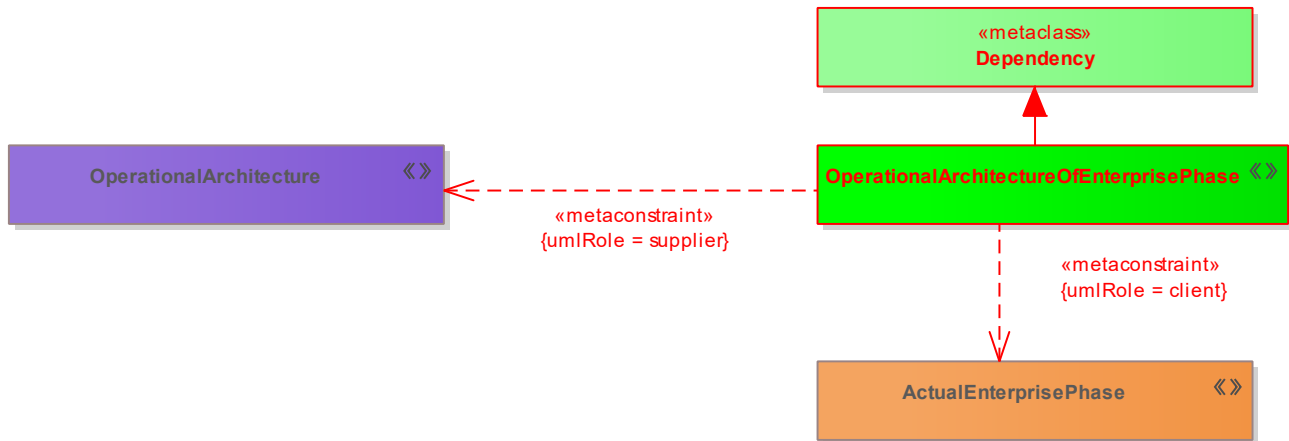 «metaclass»
Dependency
OperationalArchitecture «»
OperationalArchitectureOfEnterprisePhase «»
«metaconstraint»
{umlRole = supplier}
«metaconstraint»
{umlRole = client}
ActualEnterprisePhase «»